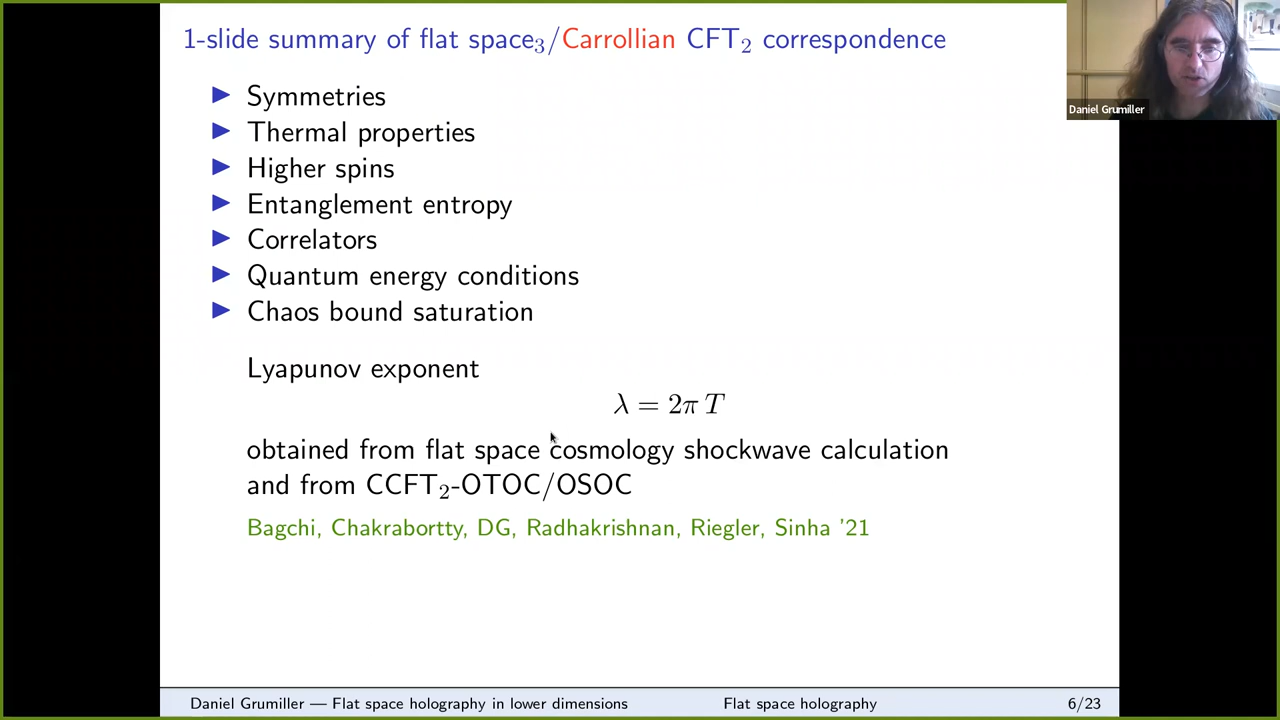 1-slide summary of flat space₃/Carrollian CFT₂ correspondence
Daniel Grumiller
▶ Symmetries
▶ Thermal properties
▶ Higher spins
▶ Entanglement entropy
▶ Correlators
▶ Quantum energy conditions
▶ Chaos bound saturation
Lyapunov exponent
λ = 2π T
obtained from flat space cosmology shockwave calculation
and from CCFT₂-OTOC/OSOC
Bagchi, Chakrabortty, DG, Radhakrishnan, Riegler, Sinha '21
Daniel Grumiller — Flat space holography in lower dimensions Flat space holography 6/23